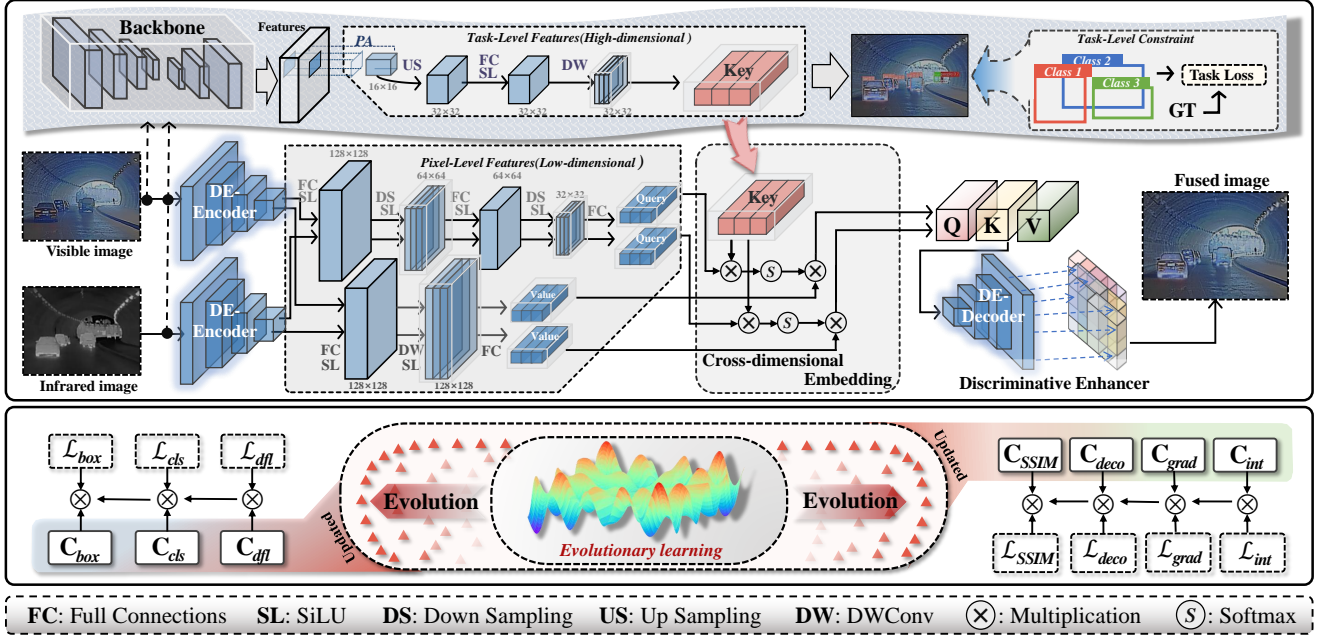 Backbone
Features
PA
US
16×16
Task-Level Features(High-dimensional )
FC
SL
DW
32×32
32×32
32×32
Key
Task-Level Constraint
Class 1
Class 2
Class 3
Task Loss
GT
Visible image
Infrared image
DE-
Encoder
DE-
Encoder
FC
SL
128×128
Pixel-Level Features(Low-dimensional )
DS
SL
64×64
FC
SL
64×64
DS
SL
32×32
FC
Query
Query
FC
SL
128×128
DW
SL
128×128
FC
Value
Value
Key
S
S
Cross-dimensional
Embedding
Q
K
V
DE-
Decoder
Discriminative Enhancer
Fused image
ℒbox
ℒcls
ℒdfl
Cbox
Ccls
Cdfl
Updated
Evolution
Evolutionary learning
Evolution
Updated
CSSIM
Cdeco
Cgrad
Cint
ℒSSIM
ℒdeco
ℒgrad
ℒint
FC: Full Connections SL: SiLU DS: Down Sampling US: Up Sampling DW: DWConv ⊗: Multiplication Ⓢ: Softmax